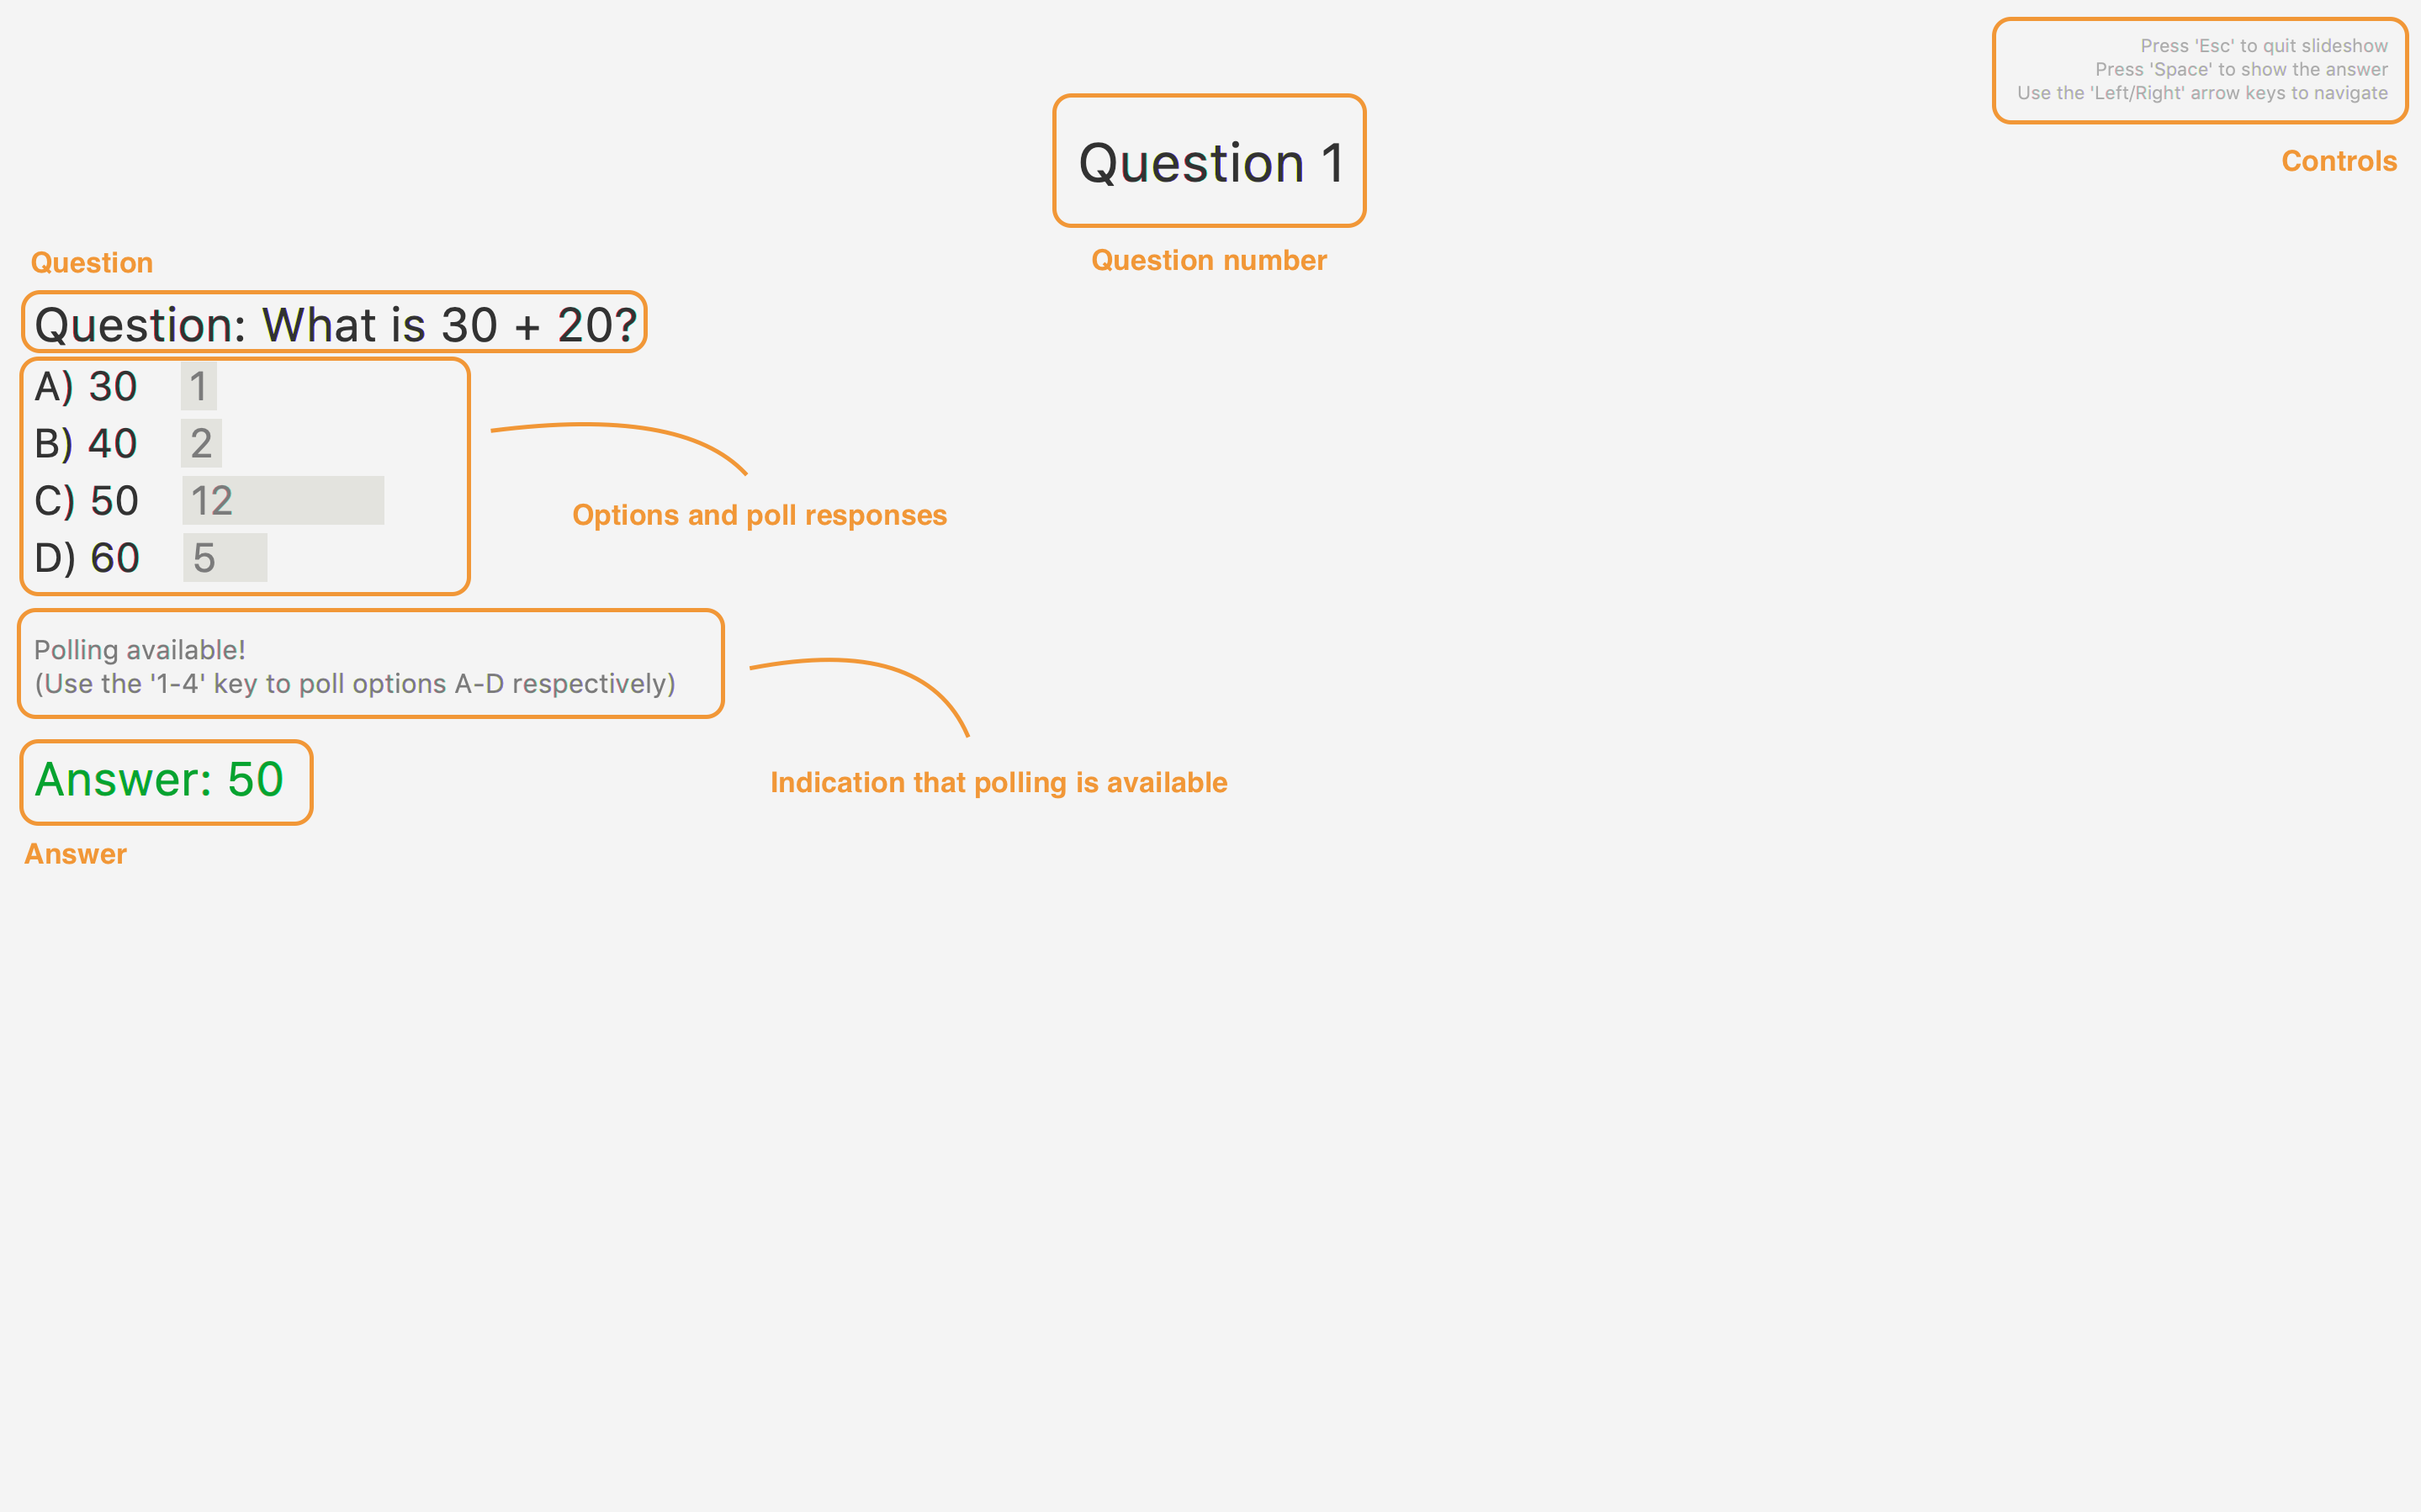 Press 'Esc' to quit slideshow
Press 'Space' to show the answer
Use the 'Left/Right' arrow keys to navigate
Controls
Question 1
Question number
Question
Question: What is 30 + 20?
A) 30 1
B) 40 2
C) 50 12
D) 60 5
Options and poll responses
Polling available!
(Use the '1-4' key to poll options A-D respectively)
Indication that polling is available
Answer: 50
Answer